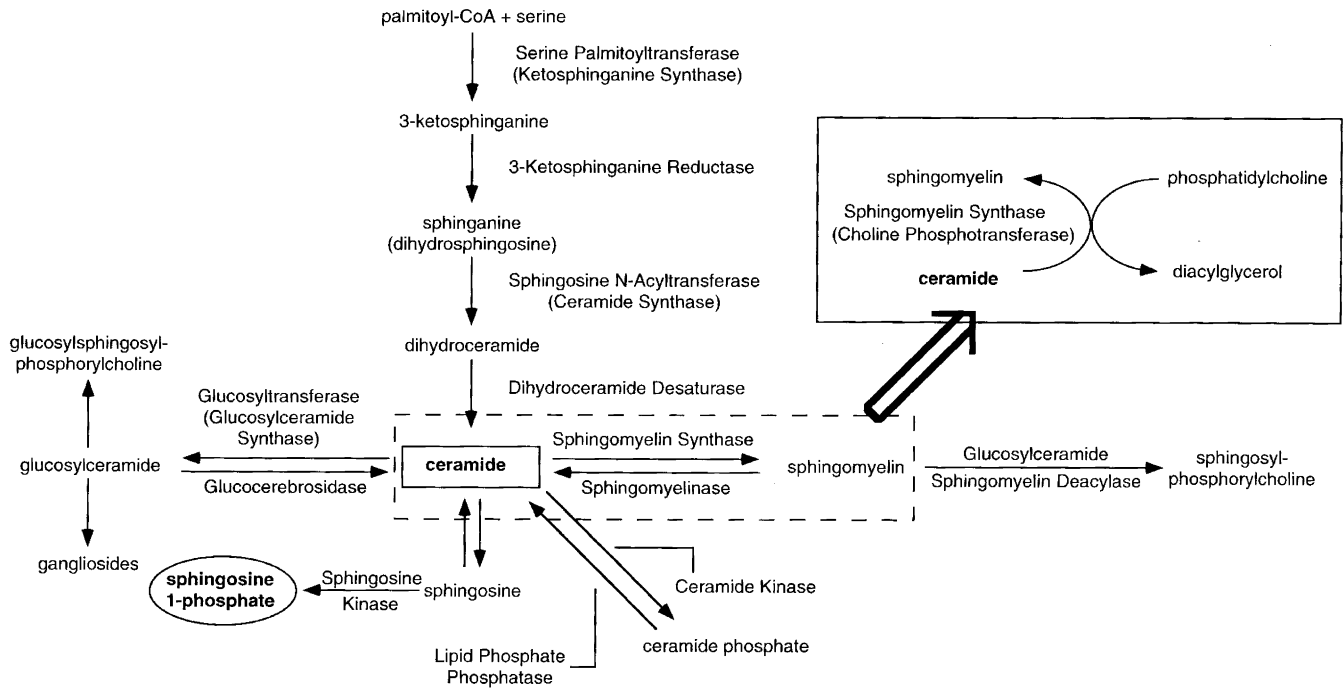 palmitoyl-CoA + serine
Serine Palmitoyltransferase
(Ketosphinganine Synthase)
3-ketosphinganine
3-Ketosphinganine Reductase
sphinganine
(dihydrosphingosine)
Sphingosine N-Acyltransferase
(Ceramide Synthase)
dihydroceramide
Dihydroceramide Desaturase
sphingomyelin
phosphatidylcholine
Sphingomyelin Synthase
(Choline Phosphotransferase)
ceramide
diacylglycerol
glucosylsphingosyl-
phosphorylcholine
Glucosyltransferase
(Glucosylceramide
Synthase)
glucosylceramide
Glucocerebrosidase
gangliosides
ceramide
Sphingomyelin Synthase
Sphingomyelinase
sphingomyelin
Glucosylceramide
Sphingomyelin Deacylase
sphingosyl-
phosphorylcholine
sphingosine
1-phosphate
Sphingosine
Kinase
sphingosine
Ceramide Kinase
ceramide phosphate
Lipid Phosphate
Phosphatase